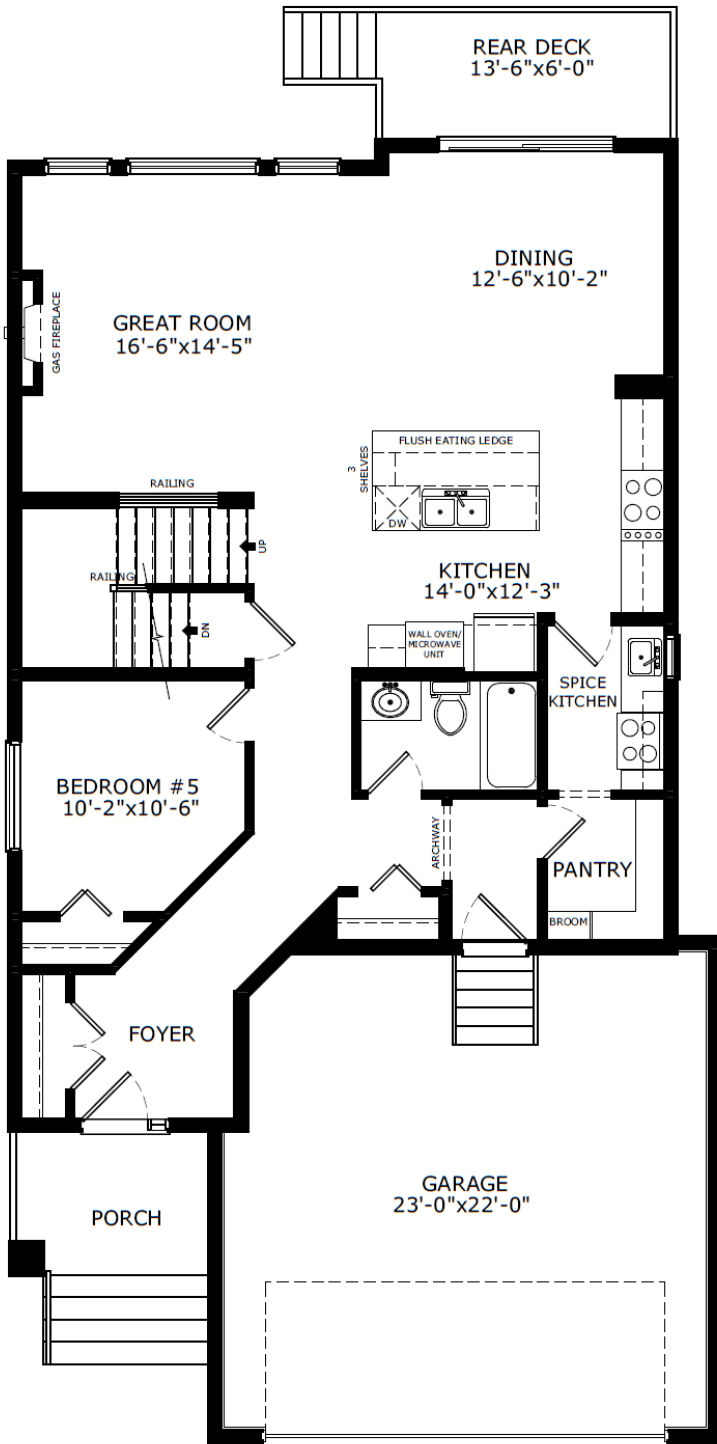 REAR DECK
13'-6"x6'-0"
DINING
12'-6"x10'-2"
GREAT ROOM
16'-6"x14'-5"
GAS FIREPLACE
FLUSH EATING LEDGE
3
SHELVES
DW
RAILING
UP
RAILING
DN
KITCHEN
14'-0"x12'-3"
WALL OVEN/
MICROWAVE
UNIT
SPICE
KITCHEN
BEDROOM #5
10'-2"x10'-6"
ARCHWAY
PANTRY
BROOM
FOYER
GARAGE
23'-0"x22'-0"
PORCH